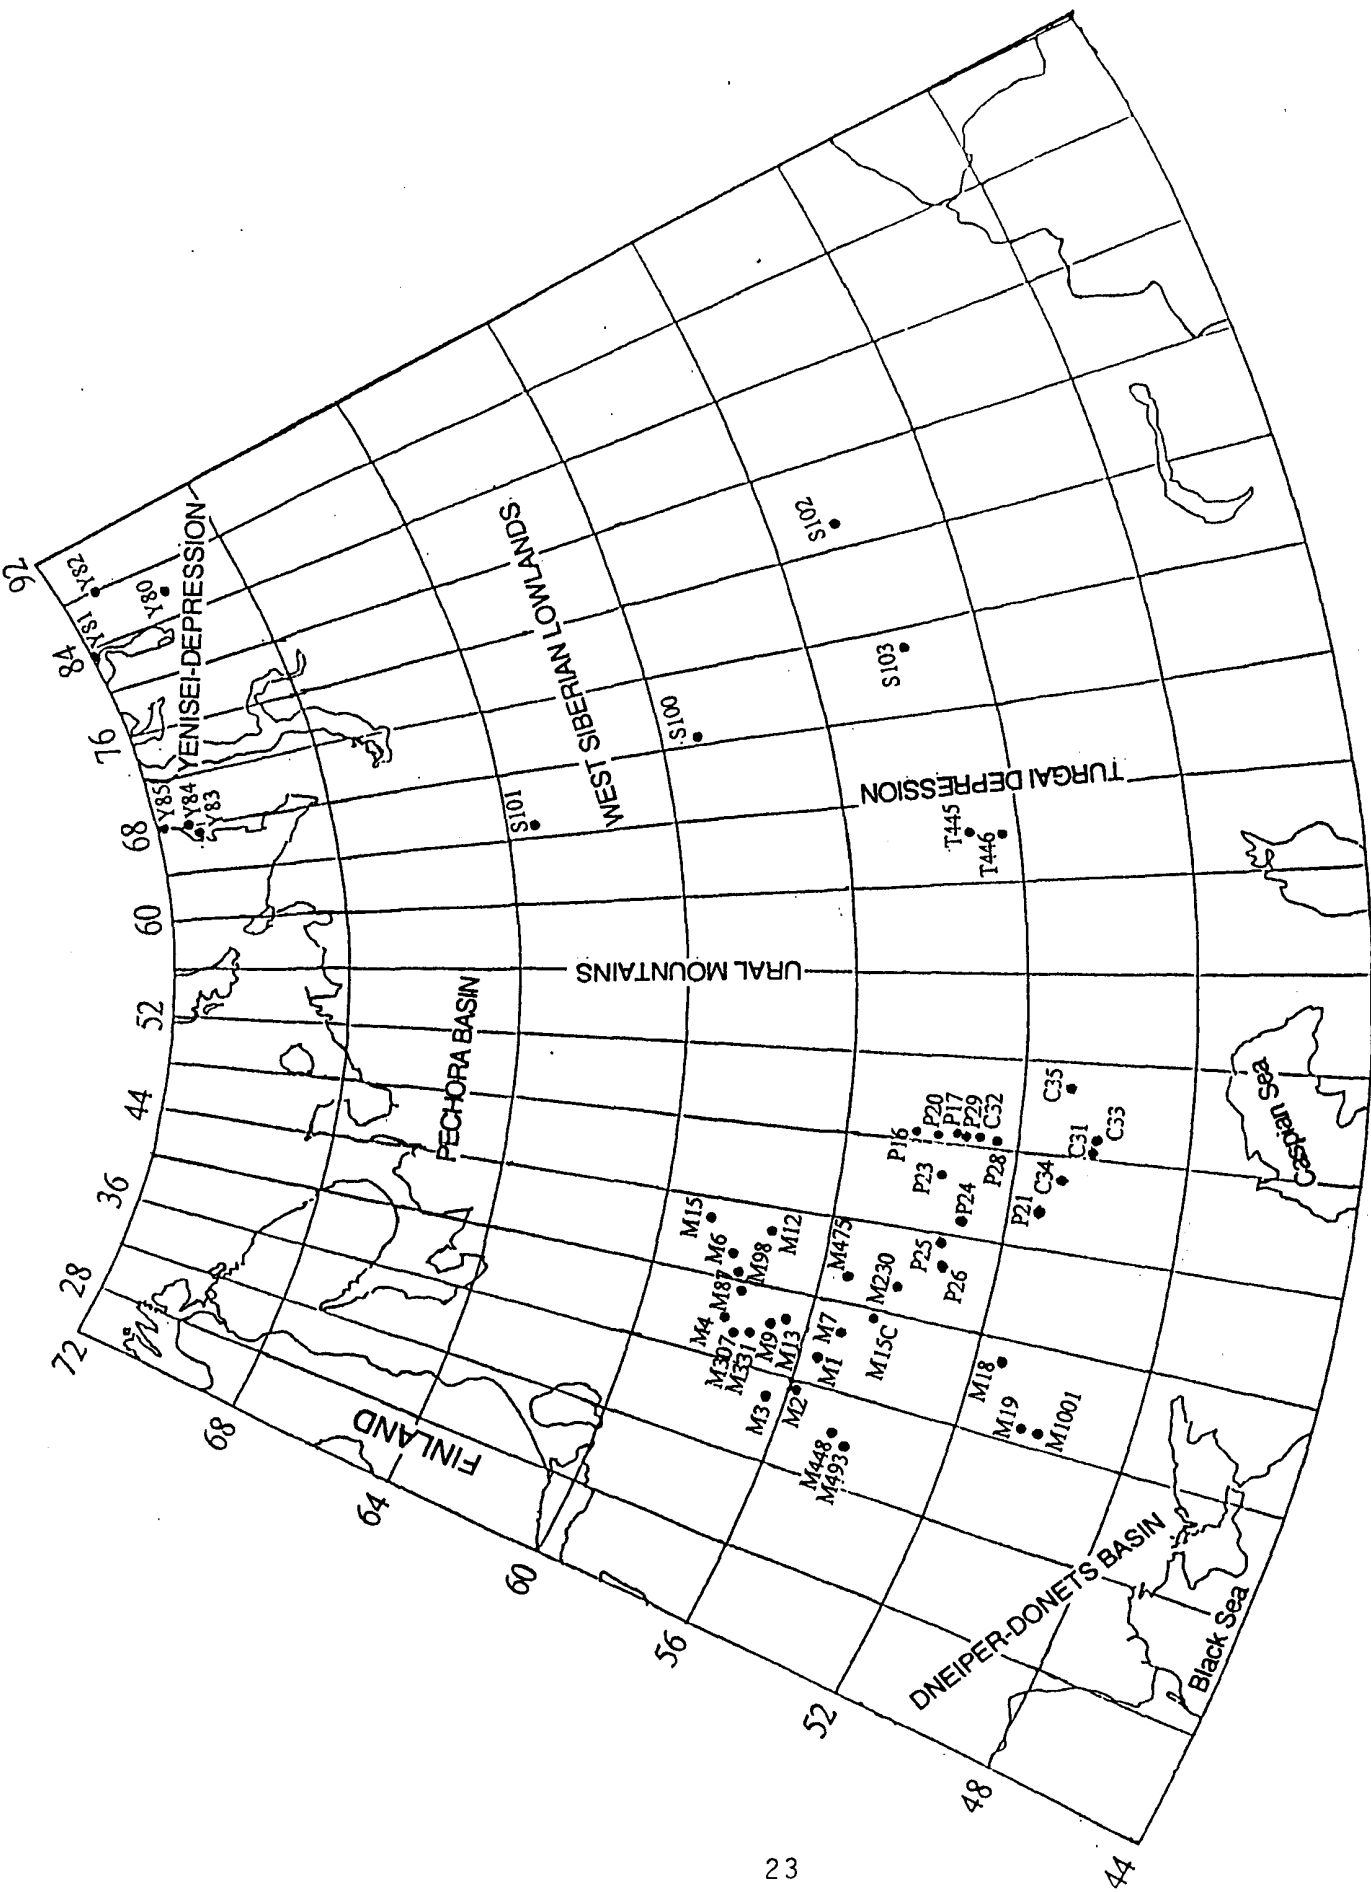 92
84
76
68
60
52
44
36
28
72
68
64
60
56
52
48
44
YS2
YS1
Y80
YENISEI-DEPRESSION
Y85
Y84
Y83
WEST SIBERIAN LOWLANDS
S102
S103
S100
S101
TURGAI DEPRESSION
T445
T446
URAL MOUNTAINS
PECHORA BASIN
FINLAND
M15
M6
M12
M98
M87
M4
M307
M331
M9
M13
M3
M2
M1
M7
M475
M230
M15C
M448
M493
M18
M19
M1001
P16
P20
P17
P29
C32
P23
P28
P24
P25
P26
P21
C34
C31
C33
C35
Caspian Sea
DNEIPER-DONETS BASIN
Black Sea
23